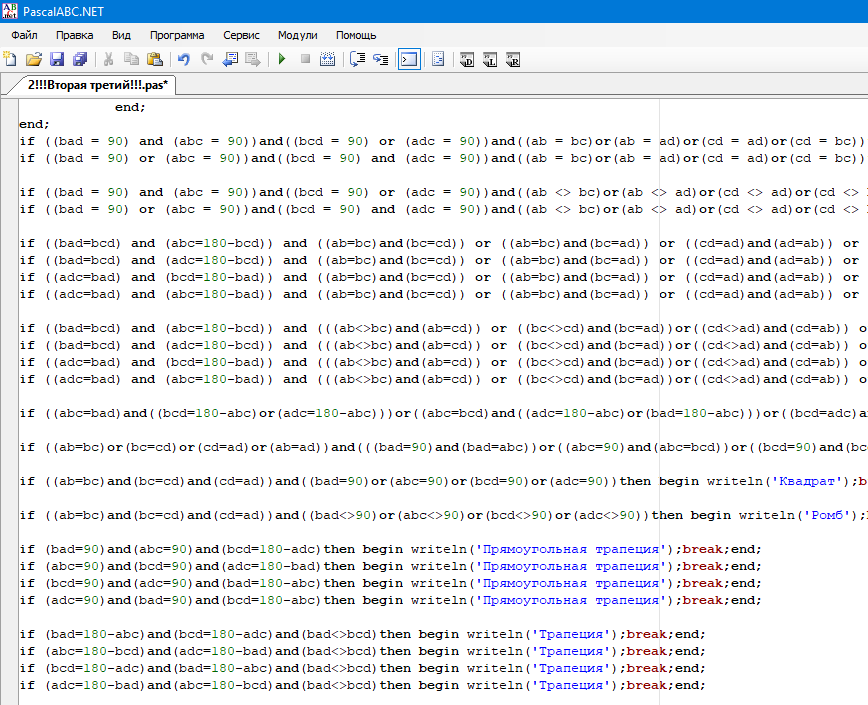 PascalABC.NET
Файл Правка Вид Программа Сервис Модули Помощь
2!!!Вторая третий!!!.pas*
end;
end;
if ((bad = 90) and (abc = 90))and((bcd = 90) or (adc = 90))and((ab = bc)or(ab = ad)or(cd = ad)or(cd = bc))
if ((bad = 90) or (abc = 90))and((bcd = 90) and (adc = 90))and((ab = bc)or(ab = ad)or(cd = ad)or(cd = bc))
if ((bad = 90) and (abc = 90))and((bcd = 90) or (adc = 90))and((ab <> bc)or(ab <> ad)or(cd <> ad)or(cd <>
if ((bad = 90) or (abc = 90))and((bcd = 90) and (adc = 90))and((ab <> bc)or(ab <> ad)or(cd <> ad)or(cd <>
if ((bad=bcd) and (abc=180-bcd)) and ((ab=bc)and(bc=cd)) or ((ab=bc)and(bc=ad)) or ((cd=ad)and(ad=ab)) or
if ((bad=bcd) and (adc=180-bcd)) and ((ab=bc)and(bc=cd)) or ((ab=bc)and(bc=ad)) or ((cd=ad)and(ad=ab)) or
if ((adc=bad) and (bcd=180-bad)) and ((ab=bc)and(bc=cd)) or ((ab=bc)and(bc=ad)) or ((cd=ad)and(ad=ab)) or
if ((adc=bad) and (abc=180-bad)) and ((ab=bc)and(bc=cd)) or ((ab=bc)and(bc=ad)) or ((cd=ad)and(ad=ab)) or
if ((bad=bcd) and (abc=180-bcd)) and (((ab<>bc)and(ab=cd)) or ((bc<>cd)and(bc=ad))or((cd<>ad)and(cd=ab)) o
if ((bad=bcd) and (adc=180-bcd)) and (((ab<>bc)and(ab=cd)) or ((bc<>cd)and(bc=ad))or((cd<>ad)and(cd=ab)) o
if ((adc=bad) and (bcd=180-bad)) and (((ab<>bc)and(ab=cd)) or ((bc<>cd)and(bc=ad))or((cd<>ad)and(cd=ab)) o
if ((adc=bad) and (abc=180-bad)) and (((ab<>bc)and(ab=cd)) or ((bc<>cd)and(bc=ad))or((cd<>ad)and(cd=ab)) o
if ((abc=bad)and((bcd=180-abc)or(adc=180-abc)))or((abc=bcd)and((adc=180-abc)or(bad=180-abc)))or((bcd=adc)a
if ((ab=bc)or(bc=cd)or(cd=ad)or(ab=ad))and(((bad=90)and(bad=abc))or((abc=90)and(abc=bcd))or((bcd=90)and(bc
if ((ab=bc)and(bc=cd)and(cd=ad))and((bad=90)or(abc=90)or(bcd=90)or(adc=90))then begin writeln('Квадрат');b
if ((ab=bc)and(bc=cd)and(cd=ad))and((bad<>90)or(abc<>90)or(bcd<>90)or(adc<>90))then begin writeln('Ромб');
if (bad=90)and(abc=90)and(bcd=180-adc)then begin writeln('Прямоугольная трапеция');break;end;
if (abc=90)and(bcd=90)and(adc=180-bad)then begin writeln('Прямоугольная трапеция');break;end;
if (bcd=90)and(adc=90)and(bad=180-abc)then begin writeln('Прямоугольная трапеция');break;end;
if (adc=90)and(bad=90)and(bcd=180-abc)then begin writeln('Прямоугольная трапеция');break;end;
if (bad=180-abc)and(bcd=180-adc)and(bad<>bcd)then begin writeln('Трапеция');break;end;
if (abc=180-bcd)and(adc=180-bad)and(bad<>bcd)then begin writeln('Трапеция');break;end;
if (bcd=180-adc)and(bad=180-abc)and(bad<>bcd)then begin writeln('Трапеция');break;end;
if (adc=180-bad)and(abc=180-bcd)and(bad<>bcd)then begin writeln('Трапеция');break;end;